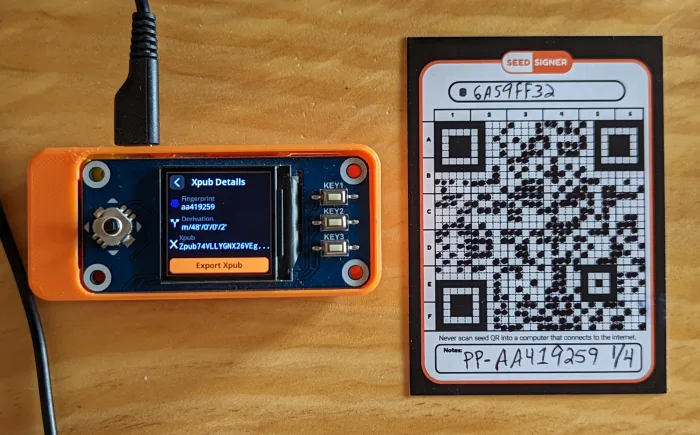 Xpub Details
Fingerprint
aa419259
Derivation
m/48'/0'/0'/2'
Xpub
Zpub74VLLYGNX26VEg...
Export Xpub
KEY1
KEY2
KEY3
SEED SIGNER
6A59FF32
1 2 3 4 5 6
A
B
C
D
E
F
Never scan seed QR into a computer that connects to the internet.
Notes: PP-AA419259 1/4